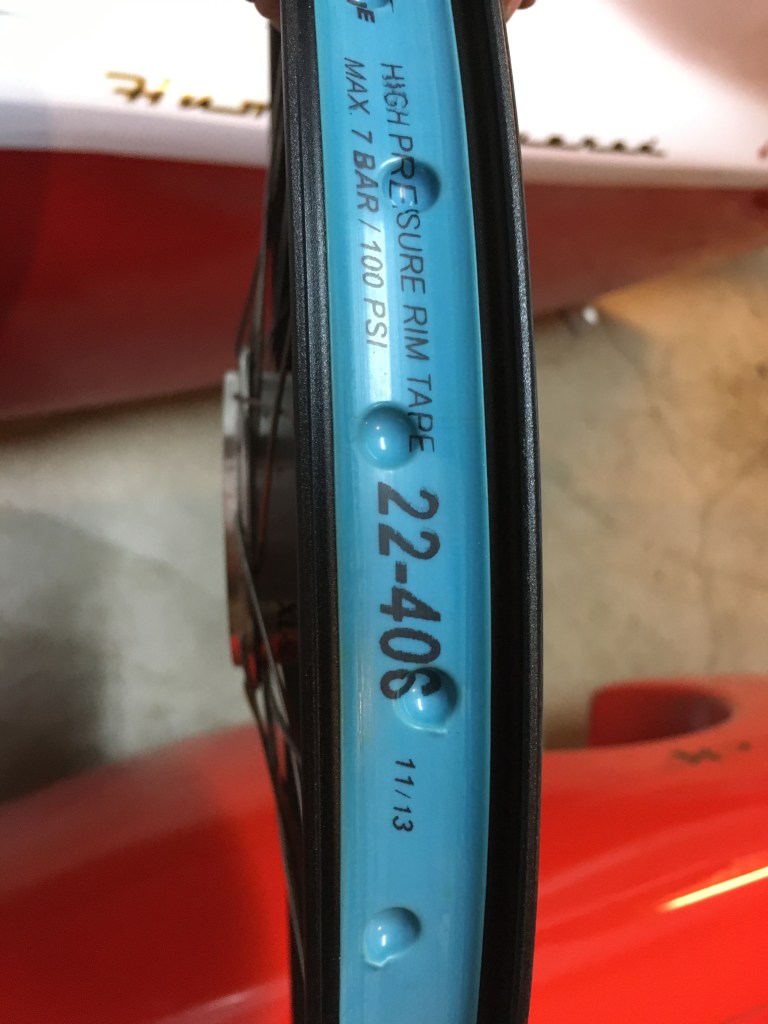 HIGH PRESSURE RIM TAPE
MAX. 7 BAR / 100 PSI
22-406
11/13